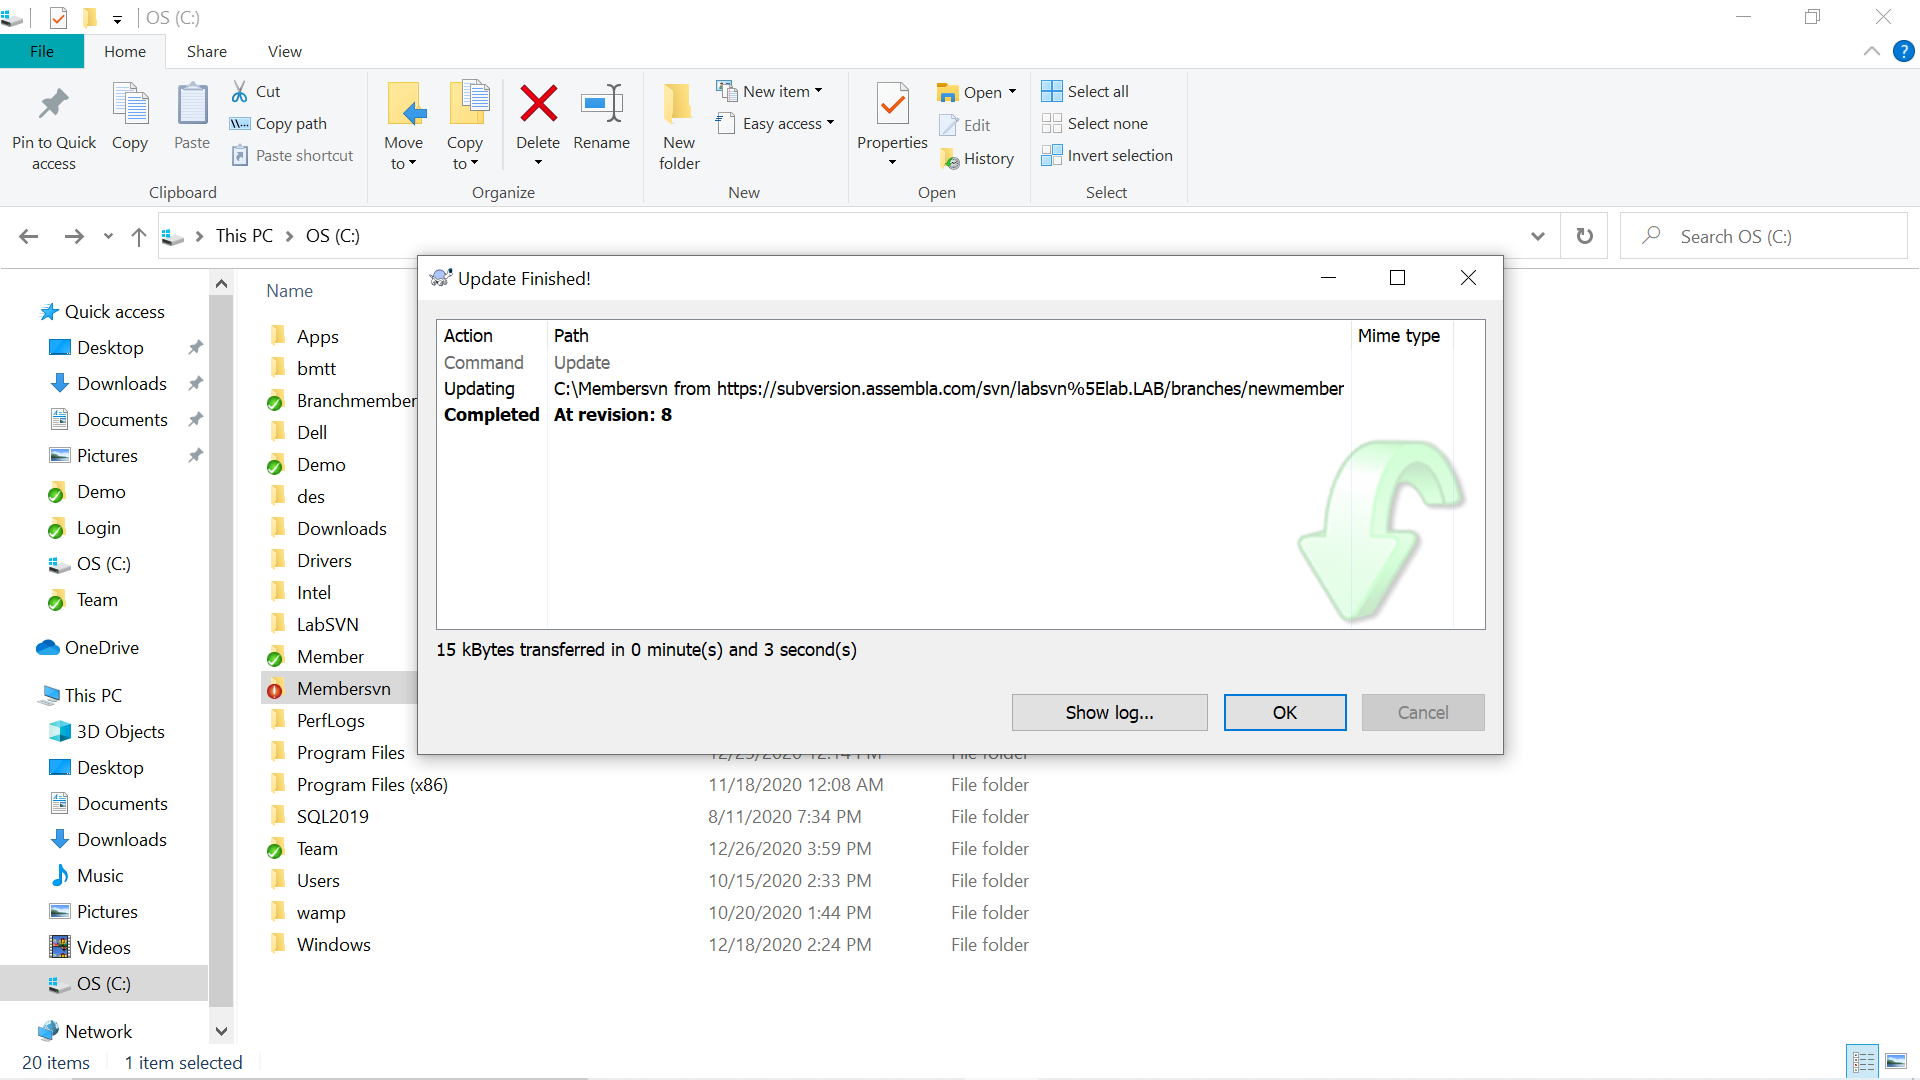 OS (C:)
File
Home
Share
View
Pin to Quick access
Copy
Paste
Cut
Copy path
Paste shortcut
Clipboard
Move to
Copy to
Delete
Rename
Organize
New folder
New item
Easy access
New
Properties
Open
Edit
History
Open
Select all
Select none
Invert selection
Select
This PC
OS (C:)
Search OS (C:)
Quick access
Desktop
Downloads
Documents
Pictures
Demo
Login
OS (C:)
Team
OneDrive
This PC
3D Objects
Desktop
Documents
Downloads
Music
Pictures
Videos
OS (C:)
Network
Name
Apps
bmtt
Branchmember
Dell
Demo
des
Downloads
Drivers
Intel
LabSVN
Member
Membersvn
PerfLogs
Program Files
Program Files (x86) 11/18/2020 12:08 AM File folder
SQL2019 8/11/2020 7:34 PM File folder
Team 12/26/2020 3:59 PM File folder
Users 10/15/2020 2:33 PM File folder
wamp 10/20/2020 1:44 PM File folder
Windows 12/18/2020 2:24 PM File folder
Update Finished!
Action Path Mime type
Command Update
Updating C:\Membersvn from https://subversion.assembla.com/svn/labsvn%5Elab.LAB/branches/newmember
Completed At revision: 8
15 kBytes transferred in 0 minute(s) and 3 second(s)
Show log...
OK
Cancel
20 items
1 item selected